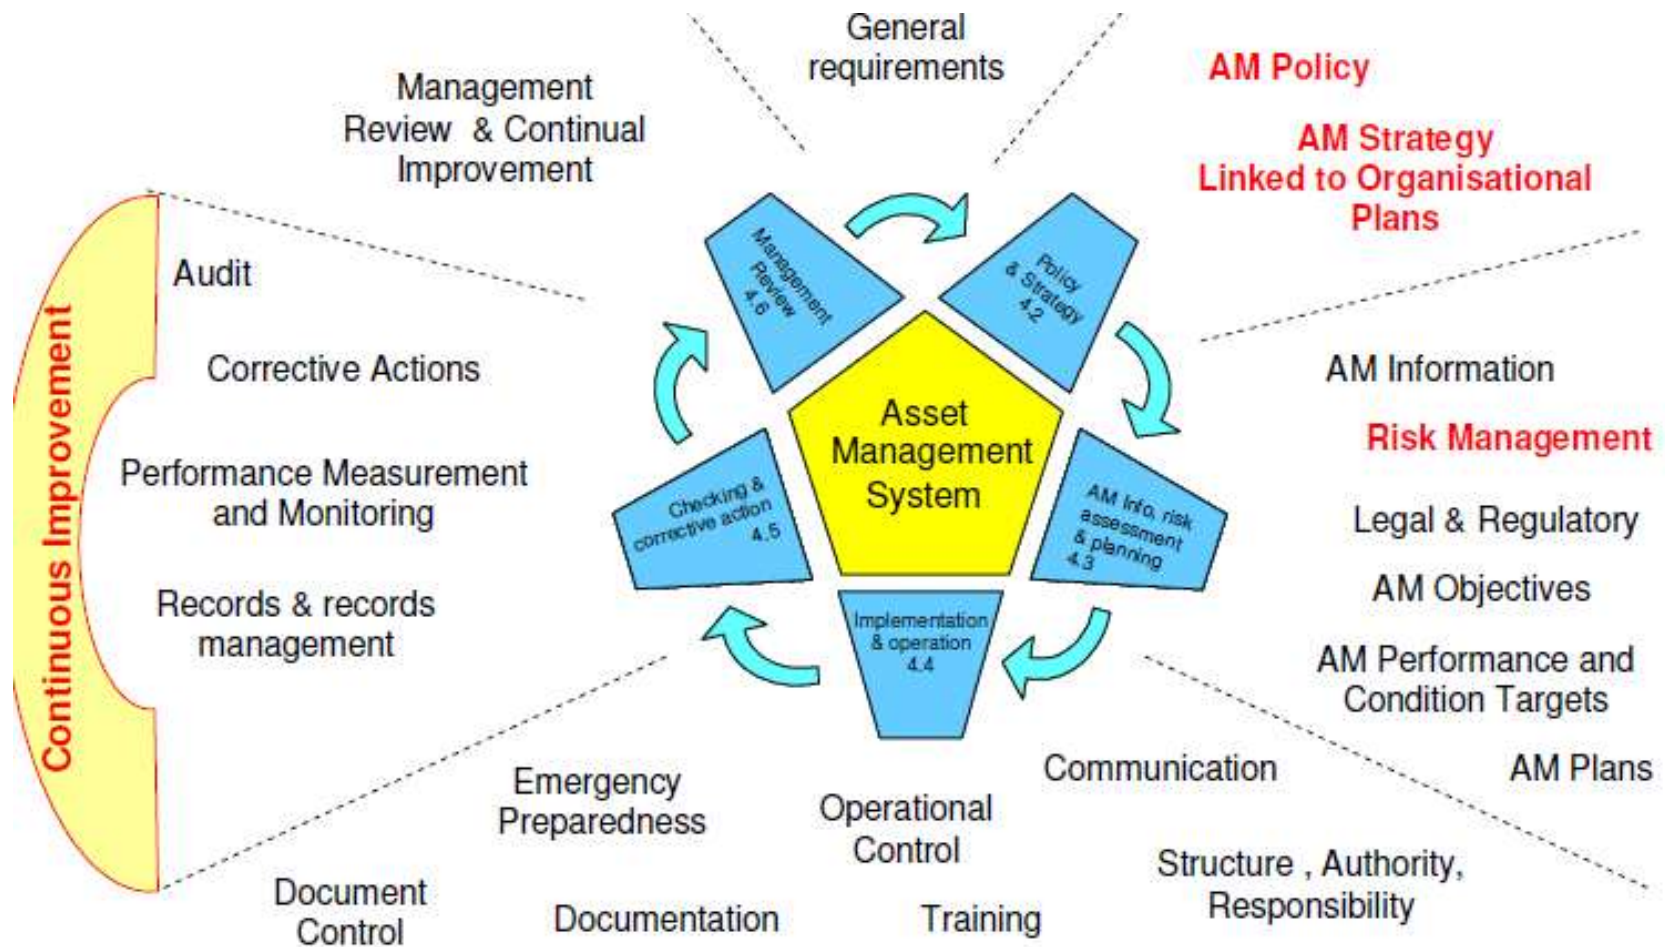 General
requirements
AM Policy
AM Strategy
Linked to Organisational
Plans
Management
Review & Continual
Improvement
Audit
Corrective Actions
Performance Measurement
and Monitoring
Records & records
management
Continuous Improvement
Management
Review
4.6
Policy
& Strategy
4.2
Asset
Management
System
Checking &
corrective action
4.5
AM Info, risk
assessment
& planning
4.3
Implementation
& operation
4.4
AM Information
Risk Management
Legal & Regulatory
AM Objectives
AM Performance and
Condition Targets
AM Plans
Communication
Emergency
Preparedness
Operational
Control
Structure , Authority,
Responsibility
Document
Control
Documentation
Training